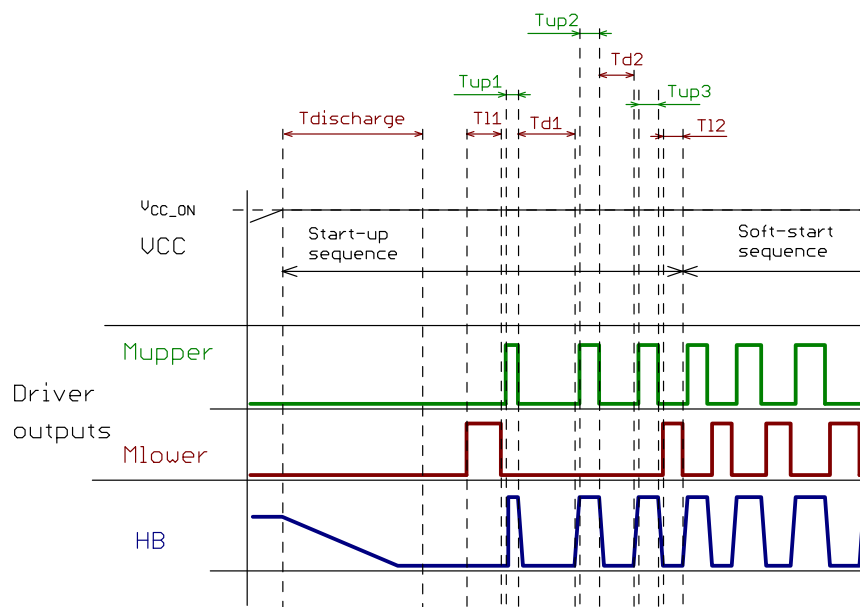 Tup2
Td2
Tup1
Tup3
Tdischarge
Tl1
Td1
Tl2
VCC_ON
VCC
Start-up
sequence
Soft-start
sequence
Mupper
Driver
outputs
Mlower
HB